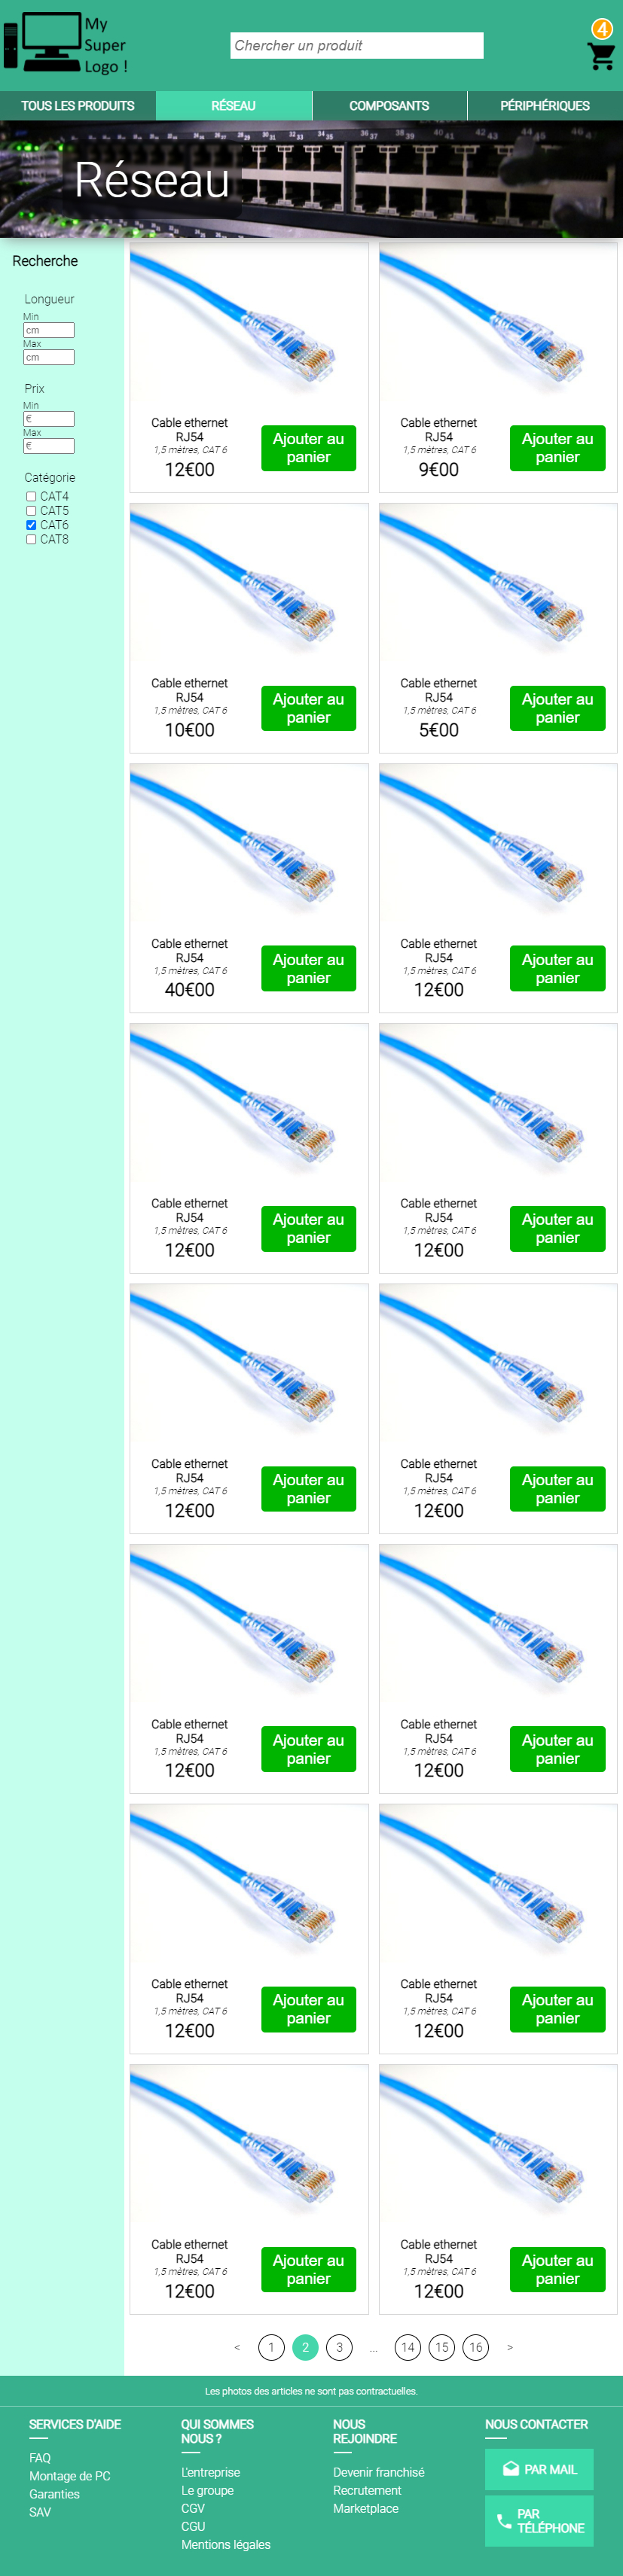 My
Super
Logo !
Chercher un produit
4
TOUS LES PRODUITS
RÉSEAU
COMPOSANTS
PÉRIPHÉRIQUES
Réseau
Recherche
Longueur
Min
cm
Max
cm
Prix
Min
€
Max
€
Catégorie
CAT4
CAT5
CAT6
CAT8
Cable ethernet
RJ54
1,5 mètres, CAT 6
12€00
Ajouter au
panier
Cable ethernet
RJ54
1,5 mètres, CAT 6
9€00
Ajouter au
panier
Cable ethernet
RJ54
1,5 mètres, CAT 6
10€00
Ajouter au
panier
Cable ethernet
RJ54
1,5 mètres, CAT 6
5€00
Ajouter au
panier
Cable ethernet
RJ54
1,5 mètres, CAT 6
40€00
Ajouter au
panier
Cable ethernet
RJ54
1,5 mètres, CAT 6
12€00
Ajouter au
panier
Cable ethernet
RJ54
1,5 mètres, CAT 6
12€00
Ajouter au
panier
Cable ethernet
RJ54
1,5 mètres, CAT 6
12€00
Ajouter au
panier
Cable ethernet
RJ54
1,5 mètres, CAT 6
12€00
Ajouter au
panier
Cable ethernet
RJ54
1,5 mètres, CAT 6
12€00
Ajouter au
panier
Cable ethernet
RJ54
1,5 mètres, CAT 6
12€00
Ajouter au
panier
Cable ethernet
RJ54
1,5 mètres, CAT 6
12€00
Ajouter au
panier
Cable ethernet
RJ54
1,5 mètres, CAT 6
12€00
Ajouter au
panier
Cable ethernet
RJ54
1,5 mètres, CAT 6
12€00
Ajouter au
panier
Cable ethernet
RJ54
1,5 mètres, CAT 6
12€00
Ajouter au
panier
Cable ethernet
RJ54
1,5 mètres, CAT 6
12€00
Ajouter au
panier
< 1 2 3 ... 14 15 16 >
Les photos des articles ne sont pas contractuelles.
SERVICES D'AIDE
FAQ
Montage de PC
Garanties
SAV
QUI SOMMES
NOUS ?
L'entreprise
Le groupe
CGV
CGU
Mentions légales
NOUS
REJOINDRE
Devenir franchisé
Recrutement
Marketplace
NOUS CONTACTER
PAR MAIL
PAR
TÉLÉPHONE